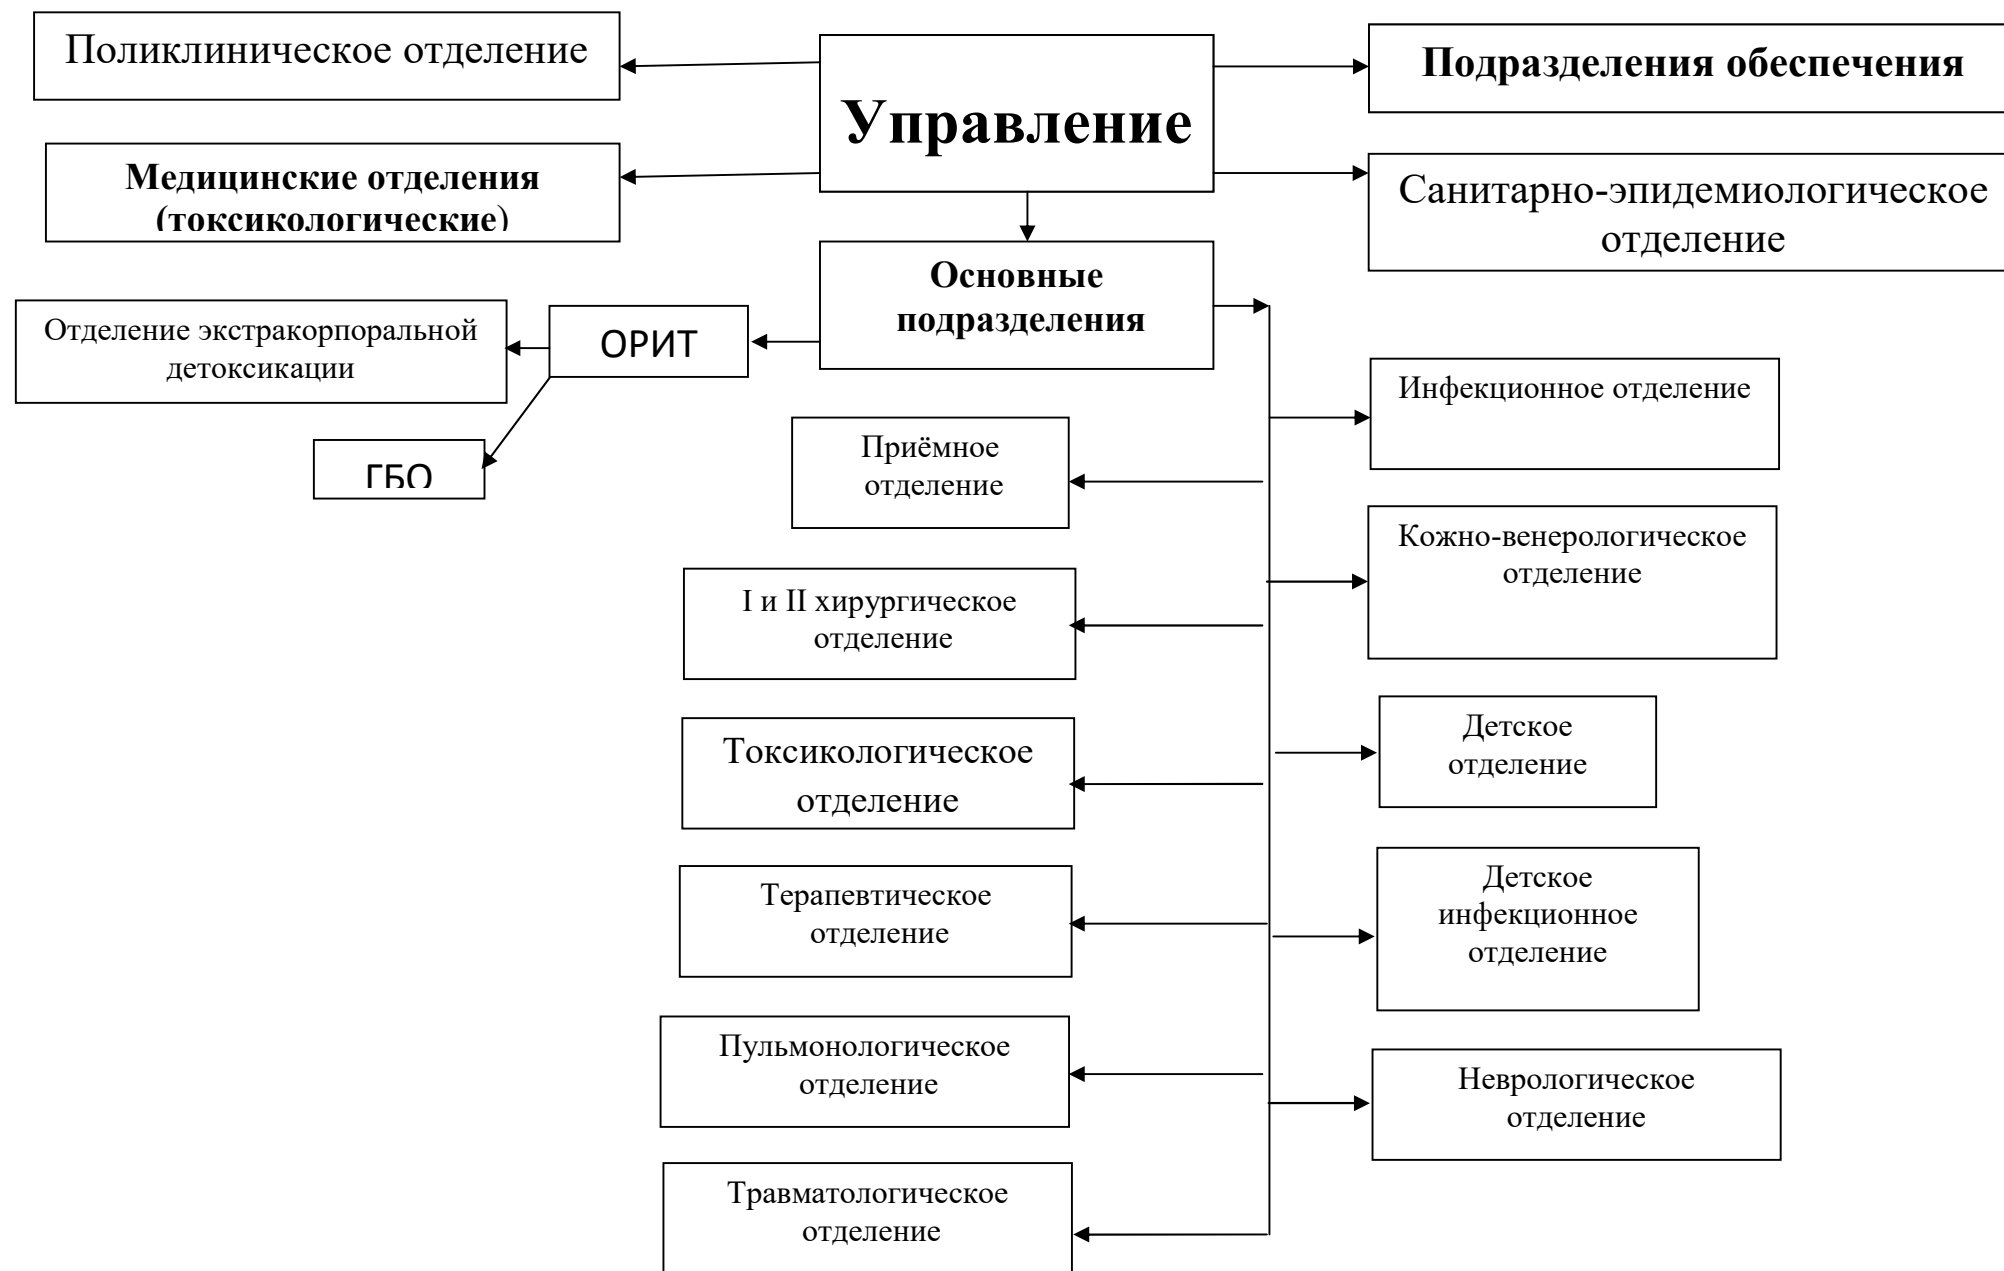 Поликлиническое отделение
Управление
Подразделения обеспечения
Медицинские отделения
(токсикологические)
Санитарно-эпидемиологическое
отделение
Основные
подразделения
Отделение экстракорпоральной
детоксикации
ОРИТ
ГБО
Инфекционное отделение
Приёмное
отделение
Кожно-венерологическое
отделение
I и II хирургическое
отделение
Детское
отделение
Токсикологическое
отделение
Детское
инфекционное
отделение
Терапевтическое
отделение
Пульмонологическое
отделение
Неврологическое
отделение
Травматологическое
отделение